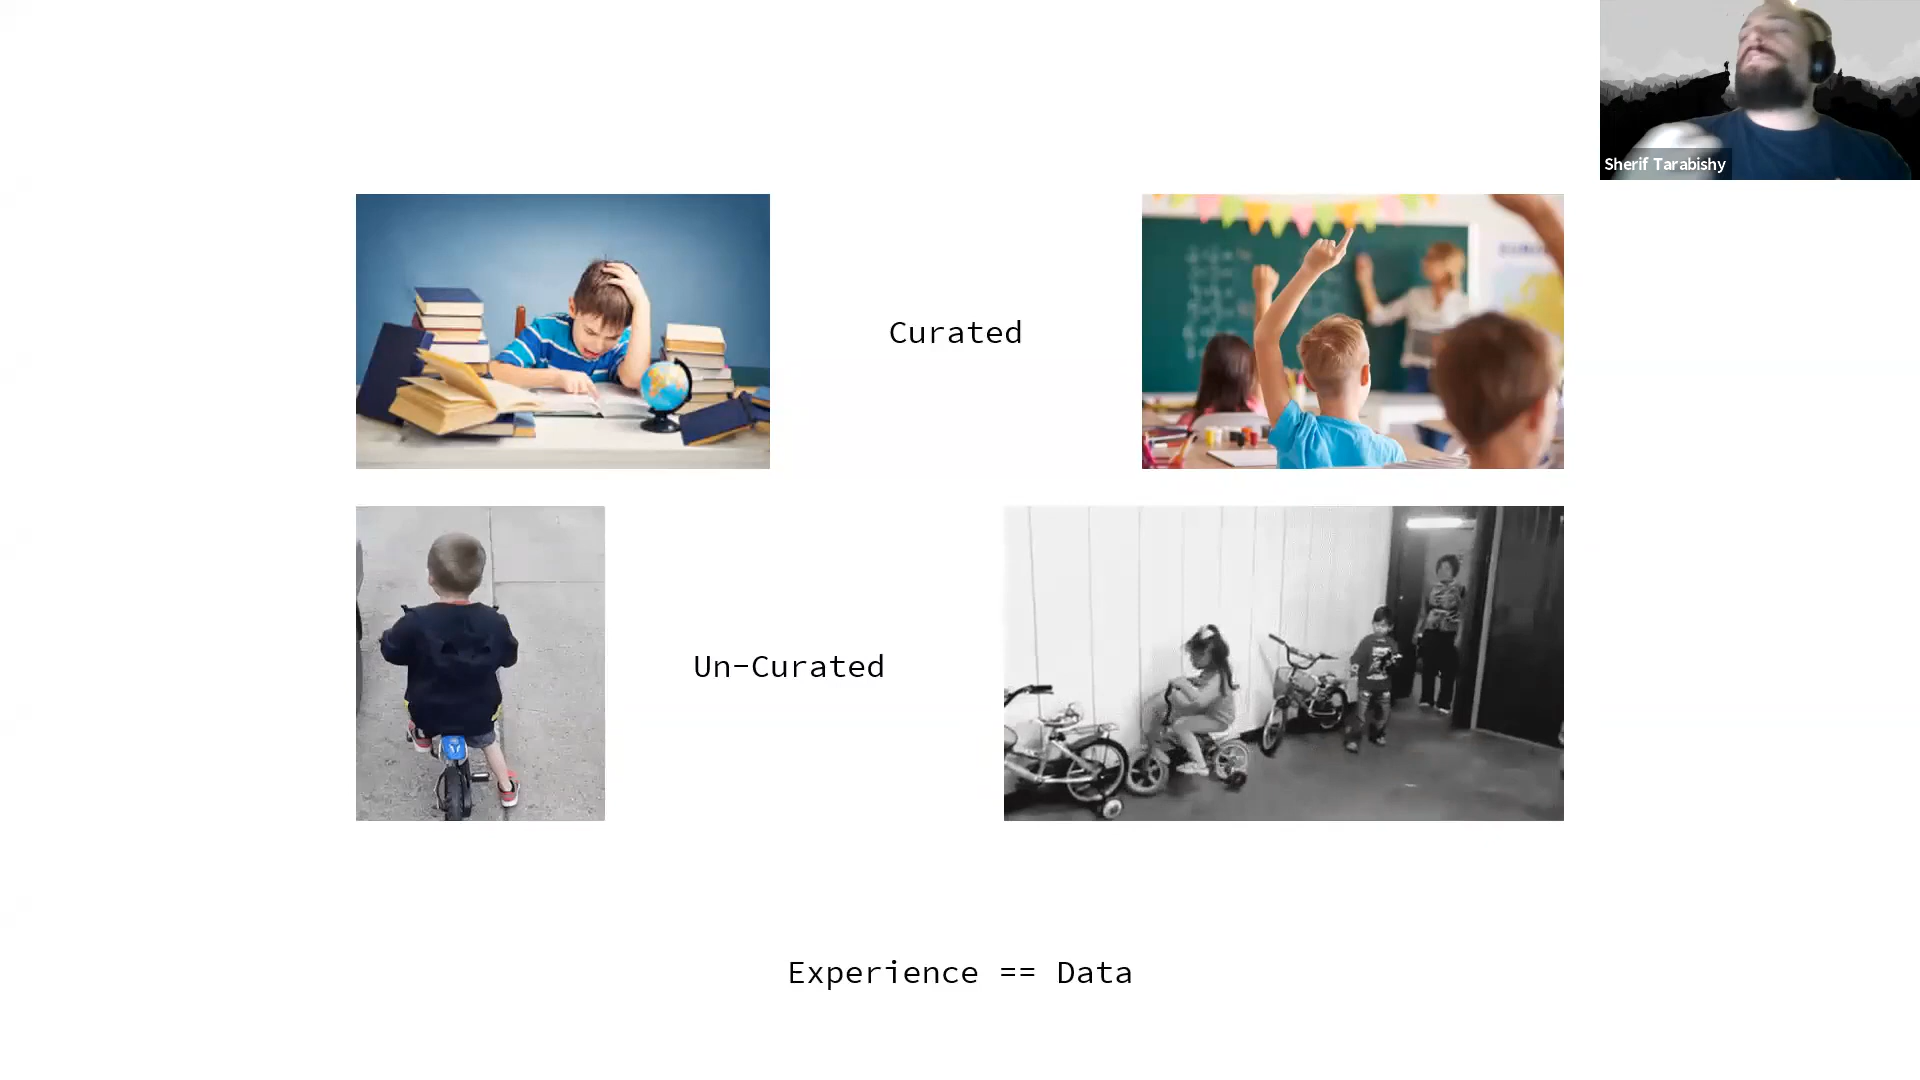 Sherif Tarabishy
Curated
Un-Curated
Experience == Data